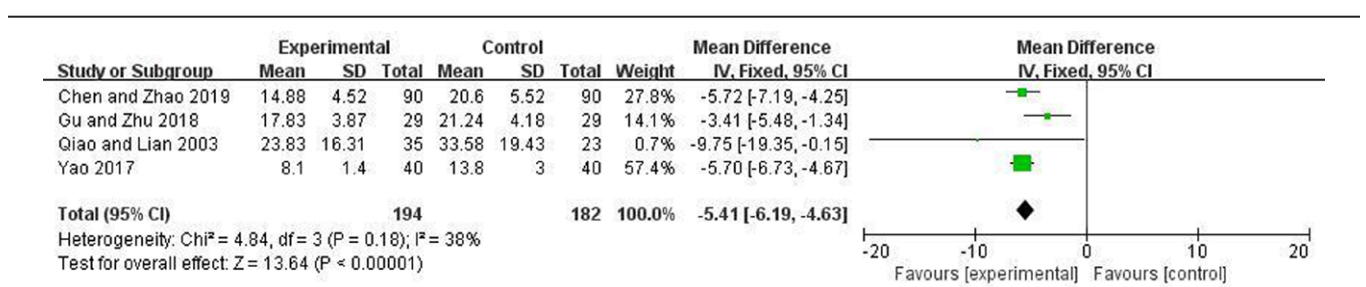 Experimental Control Mean Difference Mean Difference
Study or Subgroup Mean SD Total Mean SD Total Weight IV, Fixed, 95% CI IV, Fixed, 95% CI
Chen and Zhao 2019 14.88 4.52 90 20.6 5.52 90 27.8% -5.72 [-7.19, -4.25]
Gu and Zhu 2018 17.83 3.87 29 21.24 4.18 29 14.1% -3.41 [-5.48, -1.34]
Qiao and Lian 2003 23.83 16.31 35 33.58 19.43 23 0.7% -9.75 [-19.35, -0.15]
Yao 2017 8.1 1.4 40 13.8 3 40 57.4% -5.70 [-6.73, -4.67]
Total (95% CI) 194 182 100.0% -5.41 [-6.19, -4.63]
Heterogeneity: Chi² = 4.84, df = 3 (P = 0.18); I² = 38%
Test for overall effect: Z = 13.64 (P < 0.00001)
-20 -10 0 10 20
Favours [experimental] Favours [control]